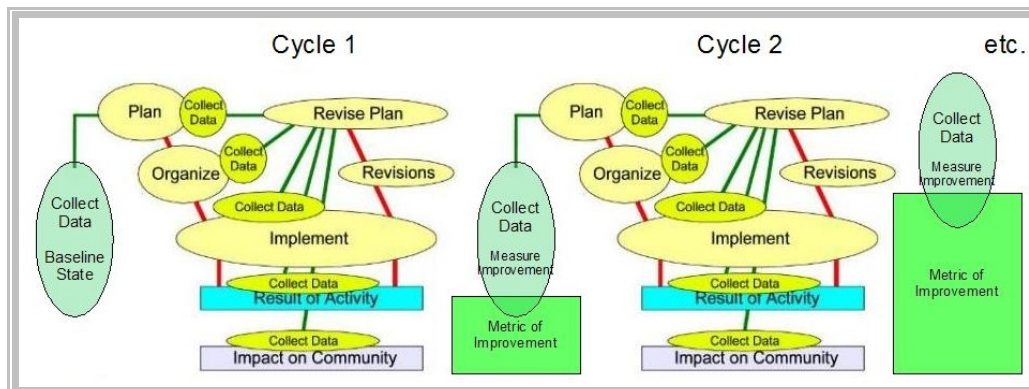 Cycle 1
Cycle 2
etc.
Plan
Collect
Data
Revise Plan
Collect
Data
Organize
Revisions
Collect
Data
Baseline
State
Collect Data
Implement
Collect Data
Result of Activity
Collect Data
Impact on Community
Collect
Data
Measure
Improvement
Metric of
Improvement
Plan
Collect
Data
Revise Plan
Collect
Data
Organize
Revisions
Collect Data
Implement
Collect Data
Result of Activity
Collect Data
Impact on Community
Collect
Data
Measure
Improvement
Metric of
Improvement